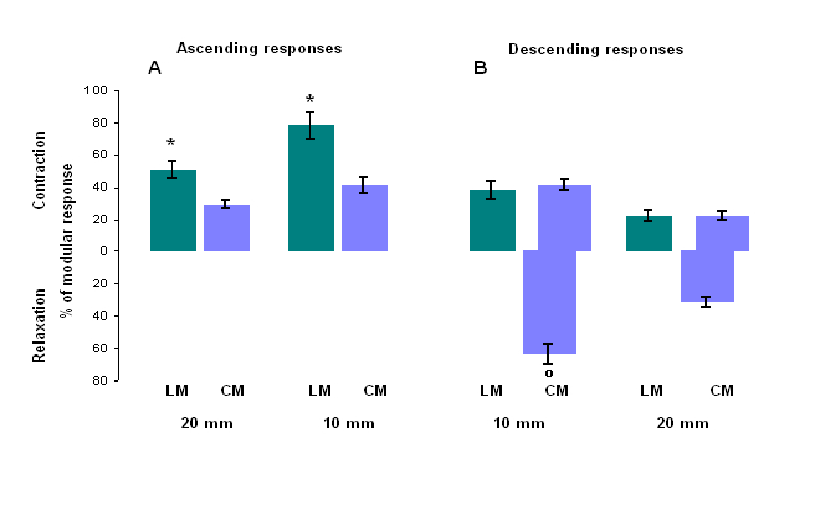 Ascending responses
Descending responses
A
B
Contraction
Relaxation
% of modular response
100
80
60
40
20
0
20
40
60
80
*
*
o
LM CM LM CM LM CM LM CM
20 mm 10 mm 10 mm 20 mm